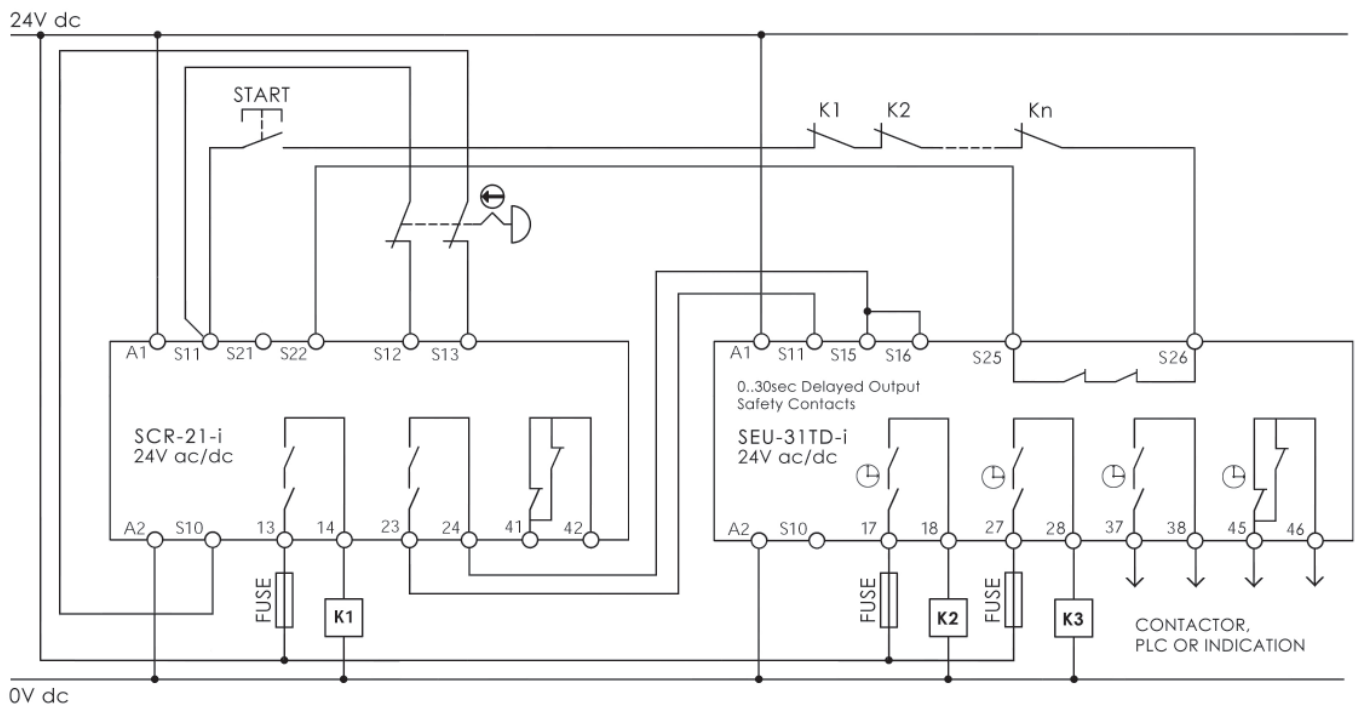 24V dc
START
K1 K2 Kn
A1 S11 S21 S22 S12 S13
A1 S11 S15 S16 S25 S26
0..30sec Delayed Output
Safety Contacts
SCR-21-i
24V ac/dc
SEU-31TD-i
24V ac/dc
A2 S10 13 14 23 24 41 42
A2 S10 17 18 27 28 37 38 45 46
FUSE
K1
FUSE
K2
FUSE
K3
CONTACTOR,
PLC OR INDICATION
0V dc